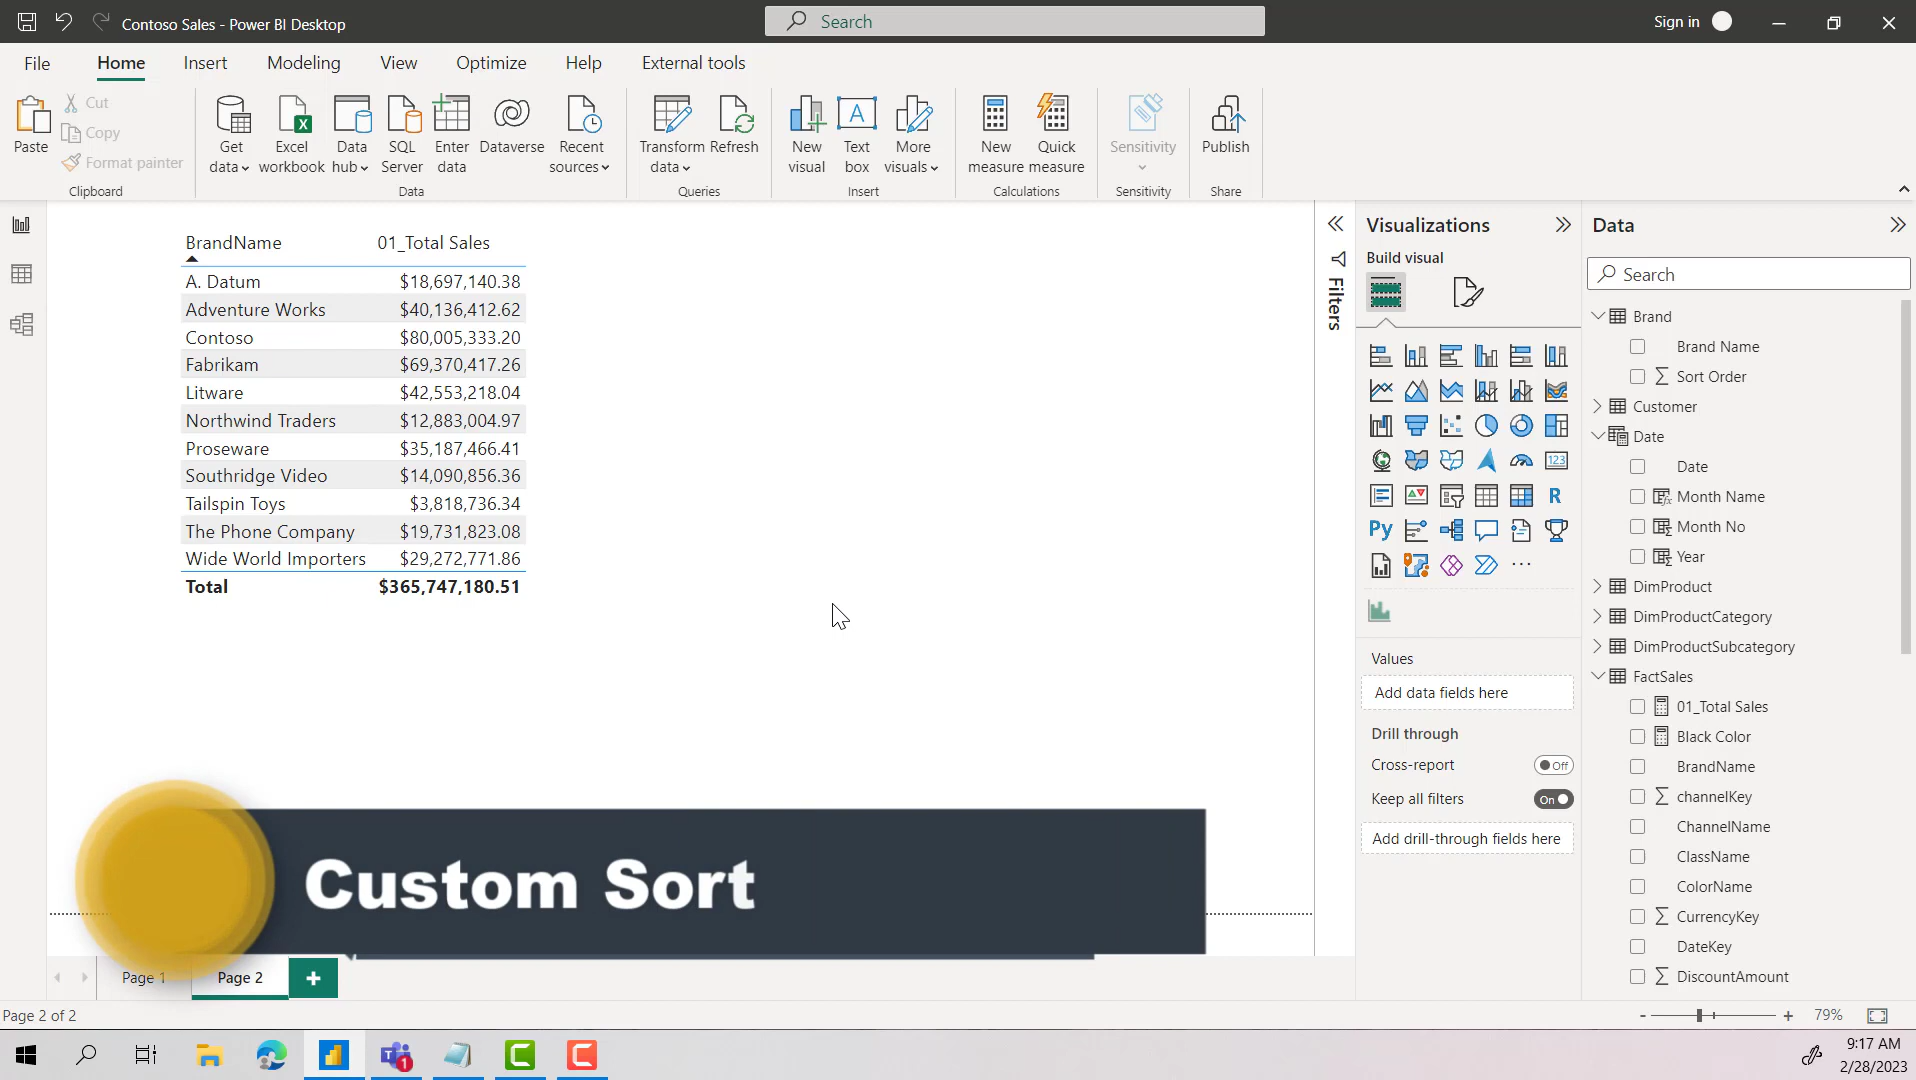 Contoso Sales - Power BI Desktop
Search
Sign in
File
Home
Insert
Modeling
View
Optimize
Help
External tools
Paste
Cut
Copy
Format painter
Clipboard
Get data
Excel workbook
Data hub
SQL Server
Enter data
Dataverse
Recent sources
Data
Transform data
Refresh
Queries
New visual
Text box
More visuals
Insert
New measure
Quick measure
Calculations
Sensitivity
Sensitivity
Publish
Share
BrandName 01_Total Sales
A. Datum $18,697,140.38
Adventure Works $40,136,412.62
Contoso $80,005,333.20
Fabrikam $69,370,417.26
Litware $42,553,218.04
Northwind Traders $12,883,004.97
Proseware $35,187,466.41
Southridge Video $14,090,856.36
Tailspin Toys $3,818,736.34
The Phone Company $19,731,823.08
Wide World Importers $29,272,771.86
Total $365,747,180.51
Custom Sort
Filters
Visualizations
Build visual
123
R
Py
Values
Add data fields here
Drill through
Cross-report
Off
Keep all filters
On
Add drill-through fields here
Data
Search
Brand
Brand Name
Sort Order
Customer
Date
Date
Month Name
Month No
Year
DimProduct
DimProductCategory
DimProductSubcategory
FactSales
01_Total Sales
Black Color
BrandName
channelKey
ChannelName
ClassName
ColorName
CurrencyKey
DateKey
DiscountAmount
Page 1
Page 2
Page 2 of 2
- + 79%
9:17 AM
2/28/2023